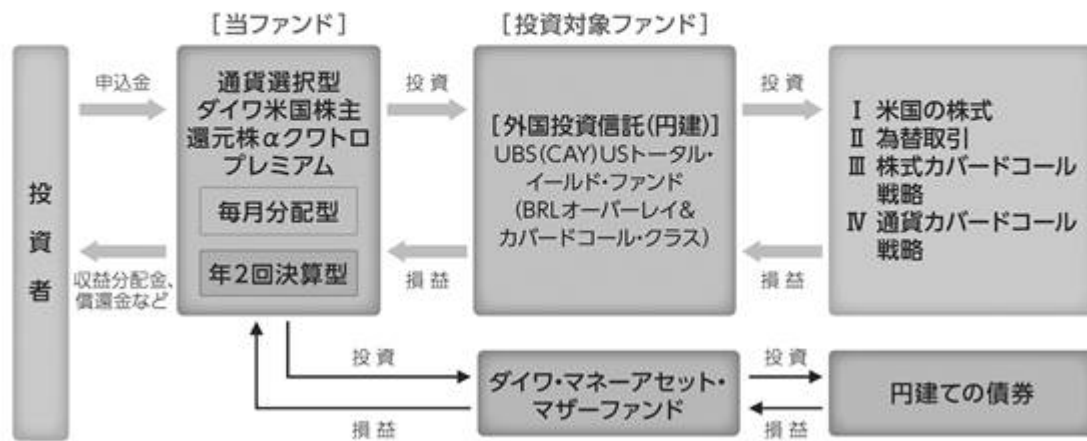 [当ファンド]
[投資対象ファンド]
投資者
申込金
収益分配金、
償還金など
通貨選択型
ダイワ米国株主
還元株αクワトロ
プレミアム
毎月分配型
年2回決算型
投資
損益
[外国投資信託(円建)]
UBS(CAY)USトータル・
イールド・ファンド
(BRLオーバーレイ&
カバードコール・クラス)
投資
損益
Ⅰ 米国の株式
Ⅱ 為替取引
Ⅲ 株式カバードコール
戦略
Ⅳ 通貨カバードコール
戦略
投資
損益
ダイワ・マネーアセット・
マザーファンド
投資
損益
円建ての債券